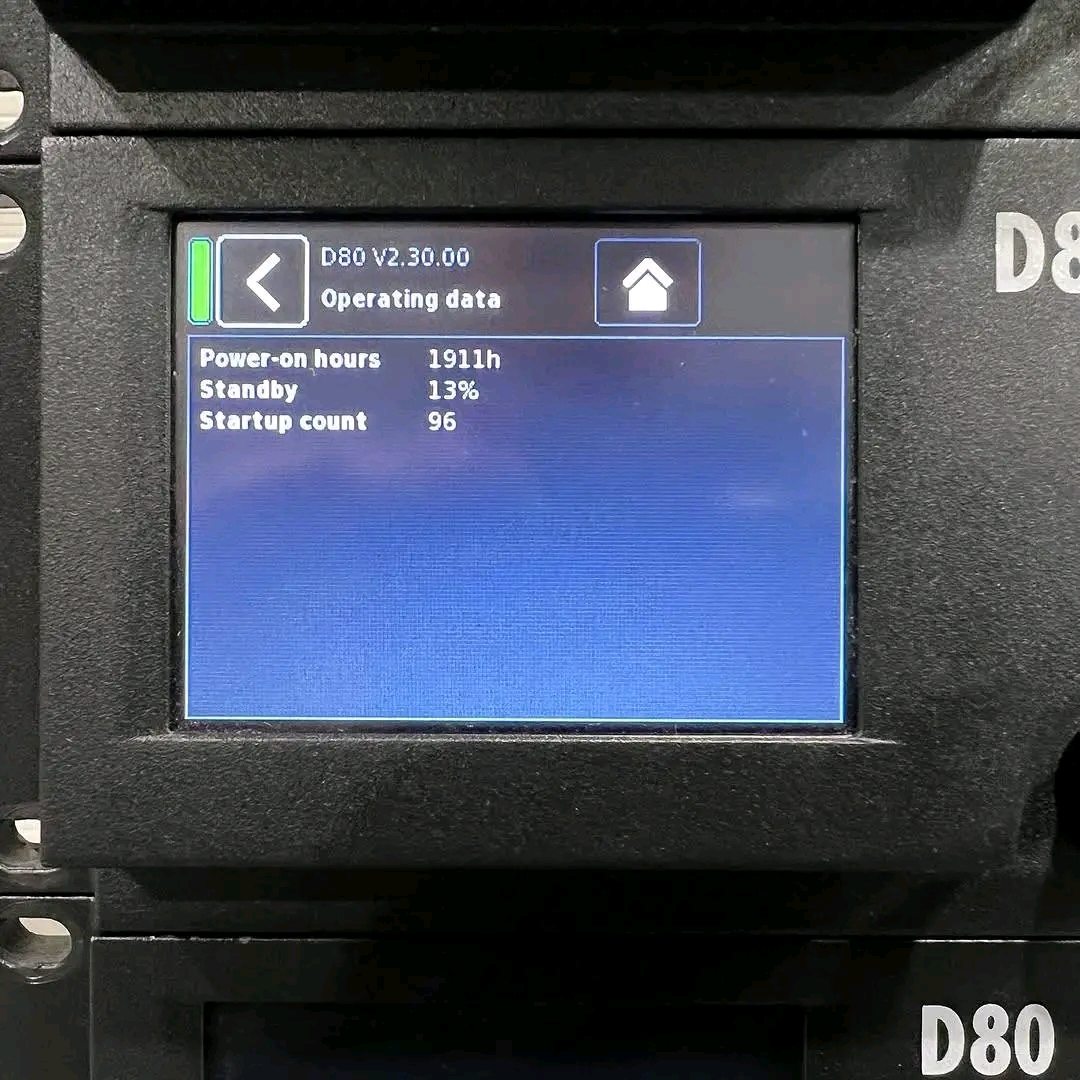 D80 V2.30.00
Operating data
Power-on hours 1911h
Standby 13%
Startup count 96
D8
D80